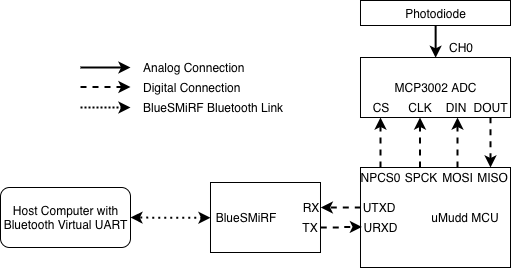 Photodiode
CH0
Analog Connection
Digital Connection
BlueSMiRF Bluetooth Link
MCP3002 ADC
CS CLK DIN DOUT
NPCS0 SPCK MOSI MISO
Host Computer with
Bluetooth Virtual UART
BlueSMiRF
RX
TX
UTXD
URXD
uMudd MCU